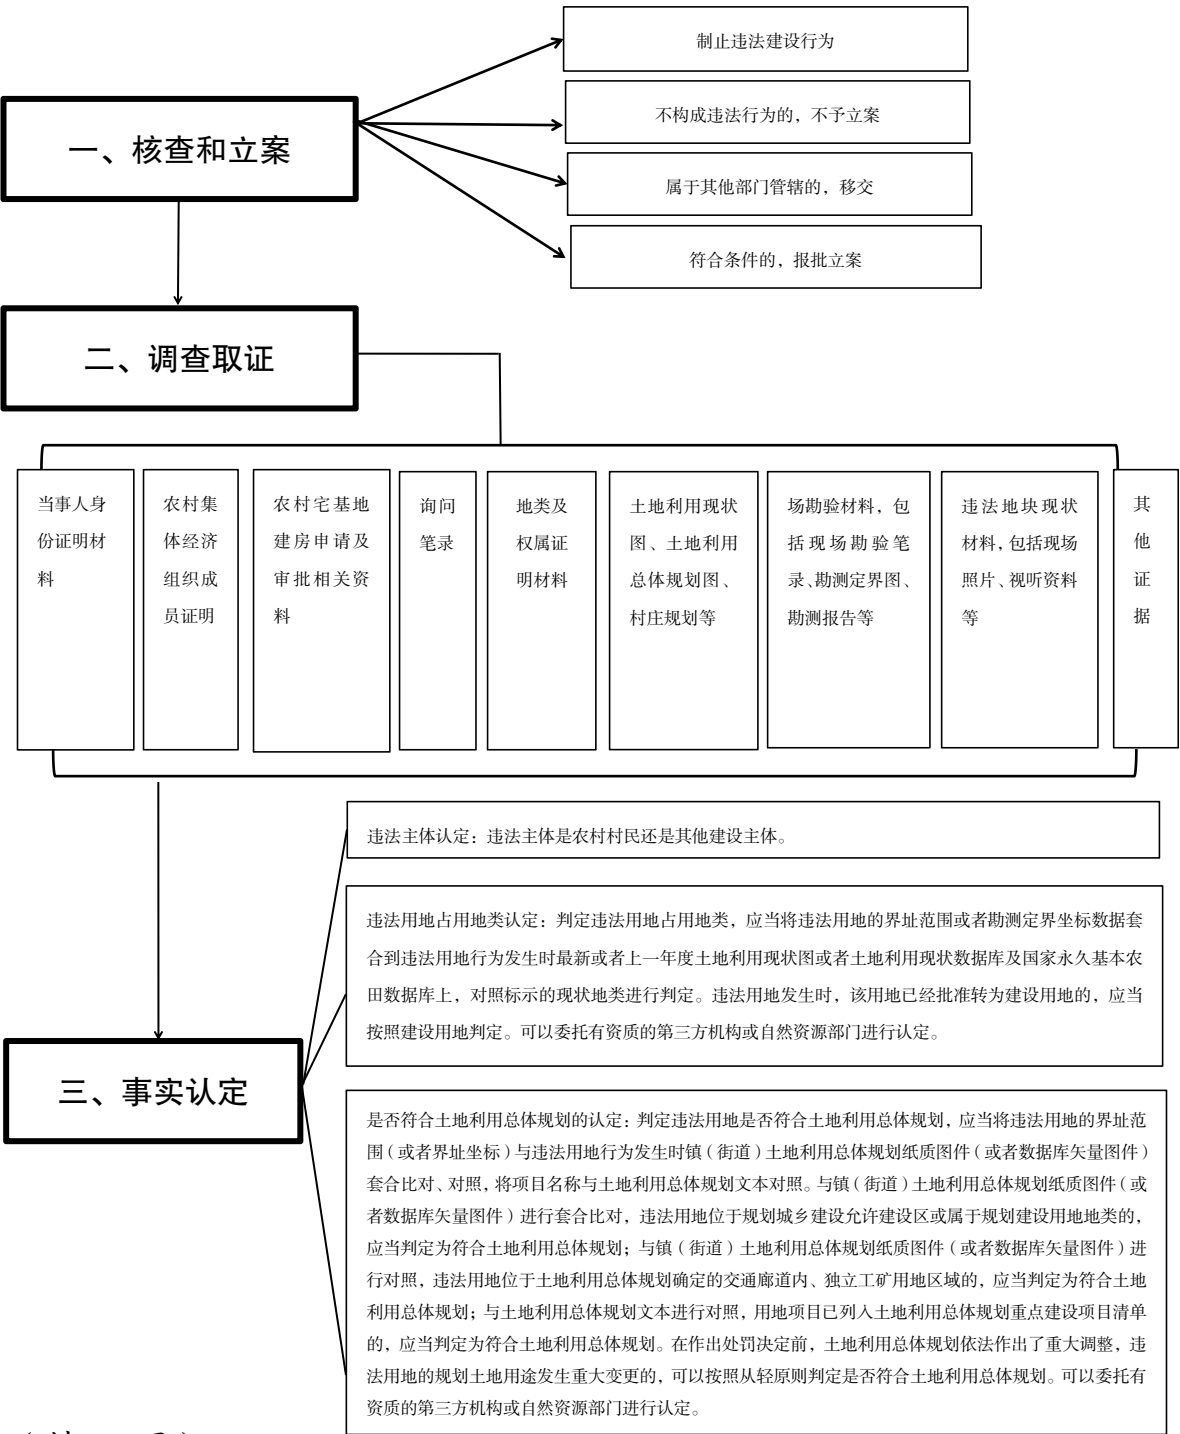 制止违法建设行为
不构成违法行为的，不予立案
一、核查和立案
属于其他部门管辖的，移交
符合条件的，报批立案
二、调查取证
当事人身
份证明材
料
农村集
体经济
组织成
员证明
农村宅基地
建房申请及
审批相关资
料
询问
笔录
地类及
权属证
明材料
土地利用现状
图、土地利用
总体规划图、
村庄规划等
场勘验材料，包
括现场勘验笔
录、勘测定界图、
勘测报告等
违法地块现状
材料，包括现场
照片、视听资料
等
其
他
证
据
违法主体认定：违法主体是农村村民还是其他建设主体。
违法用地占用地类认定：判定违法用地占用地类，应当将违法用地的界址范围或者勘测定界坐标数据套
合到违法用地行为发生时最新或者上一年度土地利用现状图或者土地利用现状数据库及国家永久基本农
田数据库上，对照标示的现状地类进行判定。违法用地发生时，该用地已经批准转为建设用地的，应当
按照建设用地判定。可以委托有资质的第三方机构或自然资源部门进行认定。
三、事实认定
是否符合土地利用总体规划的认定：判定违法用地是否符合土地利用总体规划，应当将违法用地的界址范
围（或者界址坐标）与违法用地行为发生时镇（街道）土地利用总体规划纸质图件（或者数据库矢量图件）
套合比对、对照，将项目名称与土地利用总体规划文本对照。与镇（街道）土地利用总体规划纸质图件（或
者数据库矢量图件）进行套合比对，违法用地位于规划城乡建设允许建设区或属于规划建设用地地类的，
应当判定为符合土地利用总体规划；与镇（街道）土地利用总体规划纸质图件（或者数据库矢量图件）进
行对照，违法用地位于土地利用总体规划确定的交通廊道内、独立工矿用地区域的，应当判定为符合土地
利用总体规划；与土地利用总体规划文本进行对照，用地项目已列入土地利用总体规划重点建设项目清单
的，应当判定为符合土地利用总体规划。在作出处罚决定前，土地利用总体规划依法作出了重大调整，违
法用地的规划土地用途发生重大变更的，可以按照从轻原则判定是否符合土地利用总体规划。可以委托有
资质的第三方机构或自然资源部门进行认定。